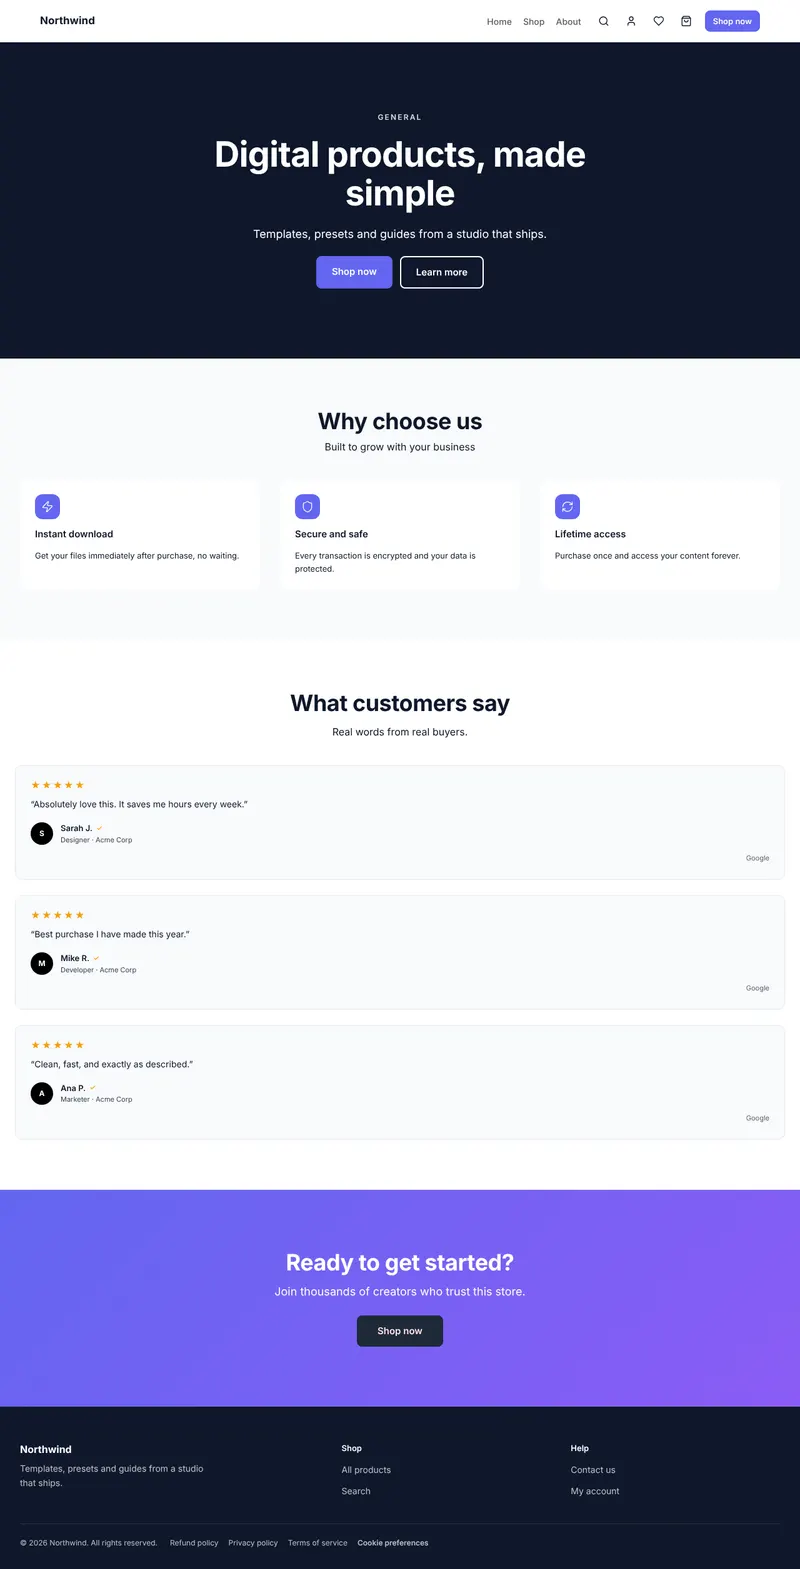 Northwind
Home Shop About Shop now
GENERAL
Digital products, made
simple
Templates, presets and guides from a studio that ships.
Shop now Learn more
Why choose us
Built to grow with your business
Instant download
Get your files immediately after purchase, no waiting.
Secure and safe
Every transaction is encrypted and your data is
protected.
Lifetime access
Purchase once and access your content forever.
What customers say
Real words from real buyers.
★★★★★
“Absolutely love this. It saves me hours every week.”
S
Sarah J. ✓
Designer · Acme Corp
Google
★★★★★
“Best purchase I have made this year.”
M
Mike R. ✓
Developer · Acme Corp
Google
★★★★★
“Clean, fast, and exactly as described.”
A
Ana P. ✓
Marketer · Acme Corp
Google
Ready to get started?
Join thousands of creators who trust this store.
Shop now
Northwind
Templates, presets and guides from a studio
that ships.
Shop
All products
Search
Help
Contact us
My account
© 2026 Northwind. All rights reserved. Refund policy Privacy policy Terms of service Cookie preferences